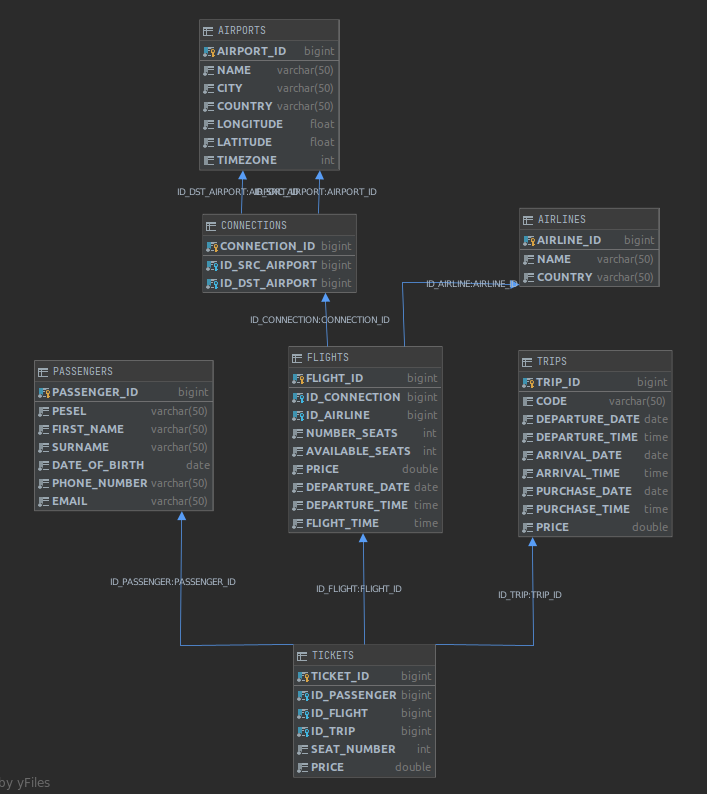 AIRPORTS
AIRPORT_ID bigint
NAME varchar(50)
CITY varchar(50)
COUNTRY varchar(50)
LONGITUDE float
LATITUDE float
TIMEZONE int
ID_DST_AIRPORT:AIRPORT_ID
ID_SRC_AIRPORT:AIRPORT_ID
CONNECTIONS
CONNECTION_ID bigint
ID_SRC_AIRPORT bigint
ID_DST_AIRPORT bigint
AIRLINES
AIRLINE_ID bigint
NAME varchar(50)
COUNTRY varchar(50)
ID_AIRLINE:AIRLINE_ID
ID_CONNECTION:CONNECTION_ID
PASSENGERS
PASSENGER_ID bigint
PESEL varchar(50)
FIRST_NAME varchar(50)
SURNAME varchar(50)
DATE_OF_BIRTH date
PHONE_NUMBER varchar(50)
EMAIL varchar(50)
FLIGHTS
FLIGHT_ID bigint
ID_CONNECTION bigint
ID_AIRLINE bigint
NUMBER_SEATS int
AVAILABLE_SEATS int
PRICE double
DEPARTURE_DATE date
DEPARTURE_TIME time
FLIGHT_TIME time
TRIPS
TRIP_ID bigint
CODE varchar(50)
DEPARTURE_DATE date
DEPARTURE_TIME time
ARRIVAL_DATE date
ARRIVAL_TIME time
PURCHASE_DATE date
PURCHASE_TIME time
PRICE double
ID_PASSENGER:PASSENGER_ID
ID_FLIGHT:FLIGHT_ID
ID_TRIP:TRIP_ID
TICKETS
TICKET_ID bigint
ID_PASSENGER bigint
ID_FLIGHT bigint
ID_TRIP bigint
SEAT_NUMBER int
PRICE double
by yFiles